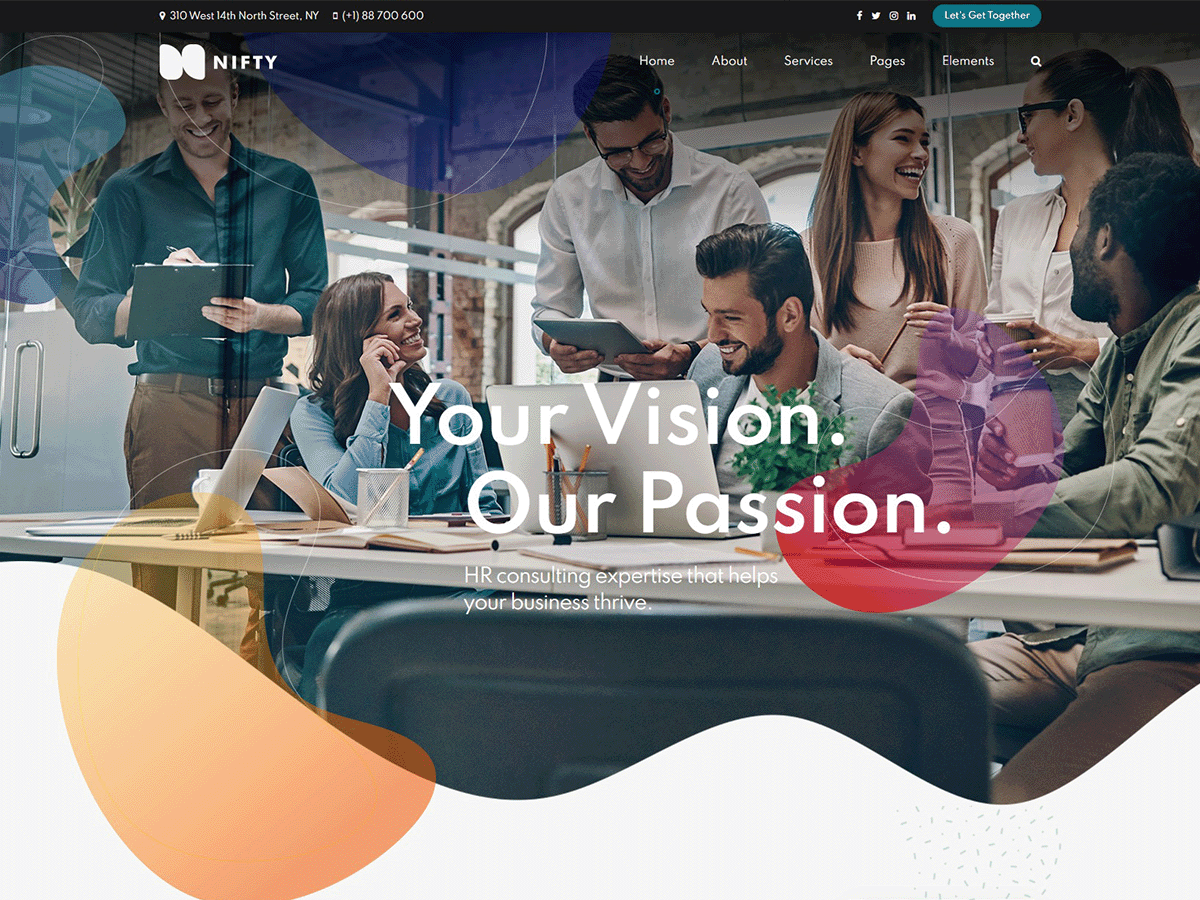 310 West 14th North Street, NY (+1) 88 700 600 Let's Get Together
NIFTY Home About Services Pages Elements
Your Vision.
Our Passion.
HR consulting expertise that helps
your business thrive.